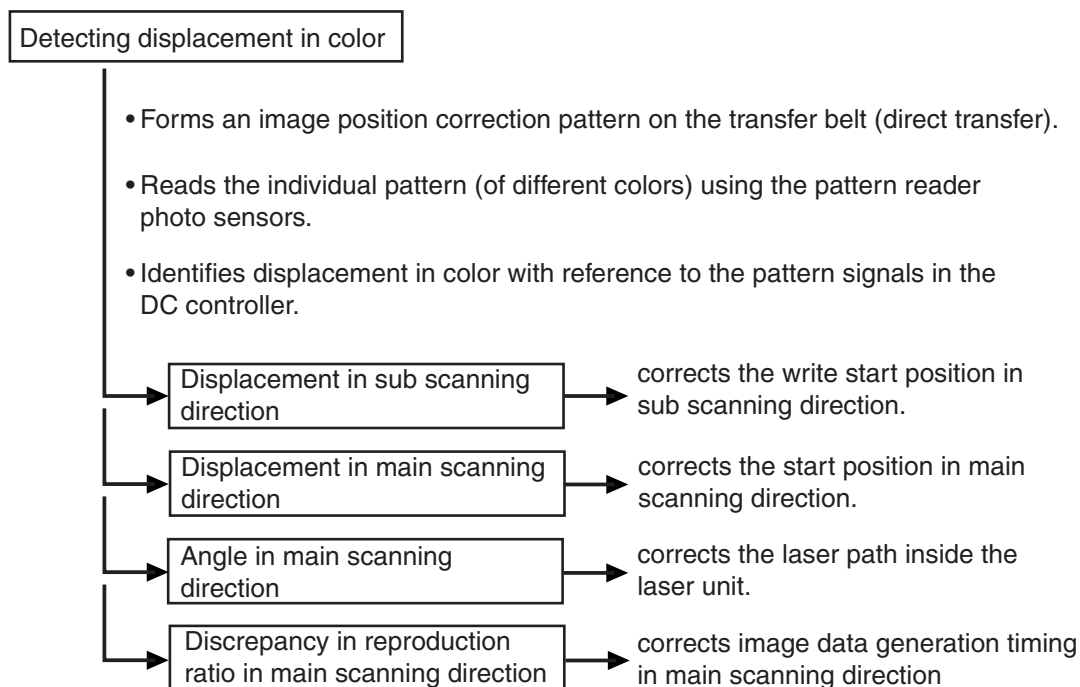 Detecting displacement in color
• Forms an image position correction pattern on the transfer belt (direct transfer).
• Reads the individual pattern (of different colors) using the pattern reader
photo sensors.
• Identifies displacement in color with reference to the pattern signals in the
DC controller.
Displacement in sub scanning
direction
corrects the write start position in
sub scanning direction.
Displacement in main scanning
direction
corrects the start position in main
scanning direction.
Angle in main scanning
direction
corrects the laser path inside the
laser unit.
Discrepancy in reproduction
ratio in main scanning direction
corrects image data generation timing
in main scanning direction